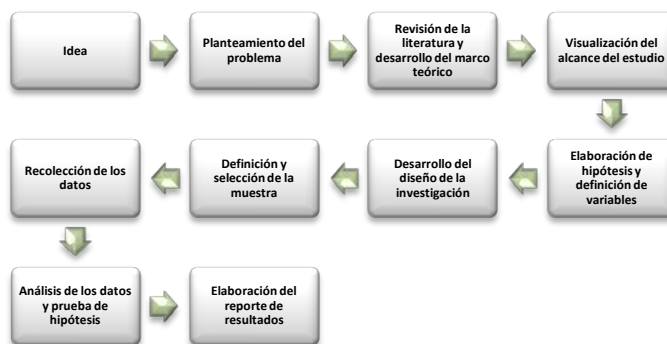 Idea
Planteamiento del
problema
Revisión de la
literatura y
desarrollo del marco
teórico
Visualización del
alcance del estudio
Elaboración de
hipótesis y
definición de
variables
Desarrollo del
diseño de la
investigación
Definición y
selección de la
muestra
Recolección de los
datos
Análisis de los datos
y prueba de
hipótesis
Elaboración del
reporte de
resultados